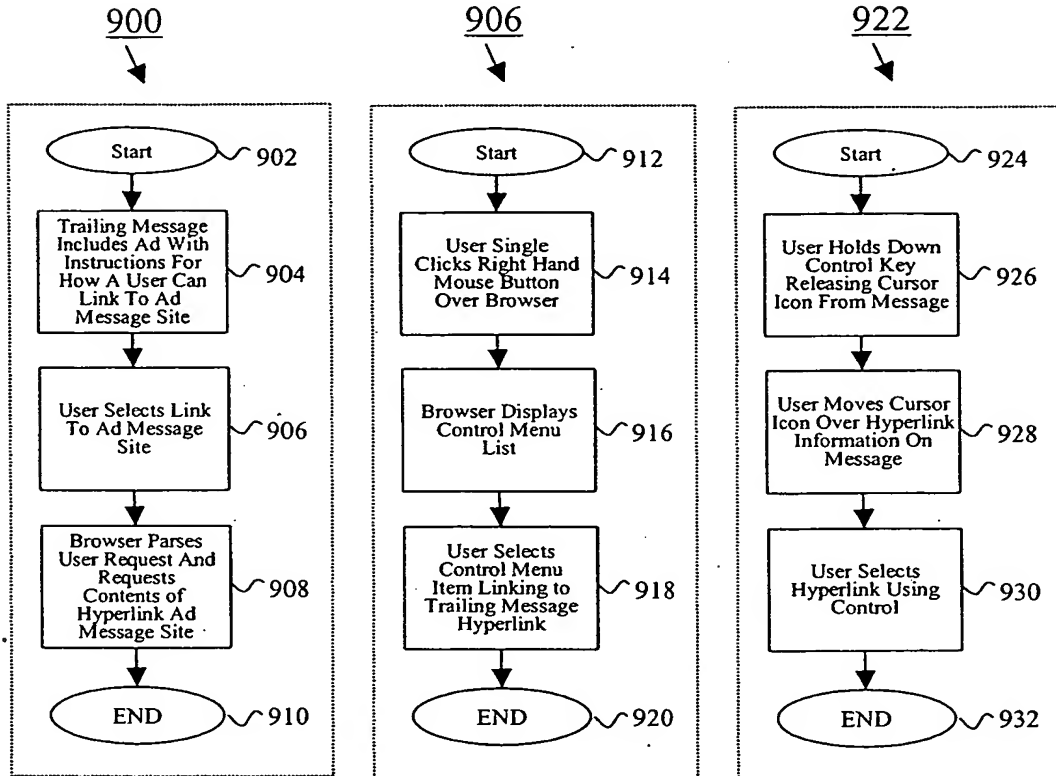 900
906
922
Start
902
Trailing Message
Includes Ad With
Instructions For
How A User Can
Link To Ad
Message Site
904
User Selects Link
To Ad Message
Site
906
Browser Parses
User Request And
Requests
Contents of
Hyperlink Ad
Message Site
908
END
910
Start
912
User Single
Clicks Right Hand
Mouse Button
Over Browser
914
Browser Displays
Control Menu
List
916
User Selects
Control Menu
Item Linking to
Trailing Message
Hyperlink
918
END
920
Start
924
User Holds Down
Control Key
Releasing Cursor
Icon From Message
926
User Moves Cursor
Icon Over Hyperlink
Information On
Message
928
User Selects
Hyperlink Using
Control
930
END
932